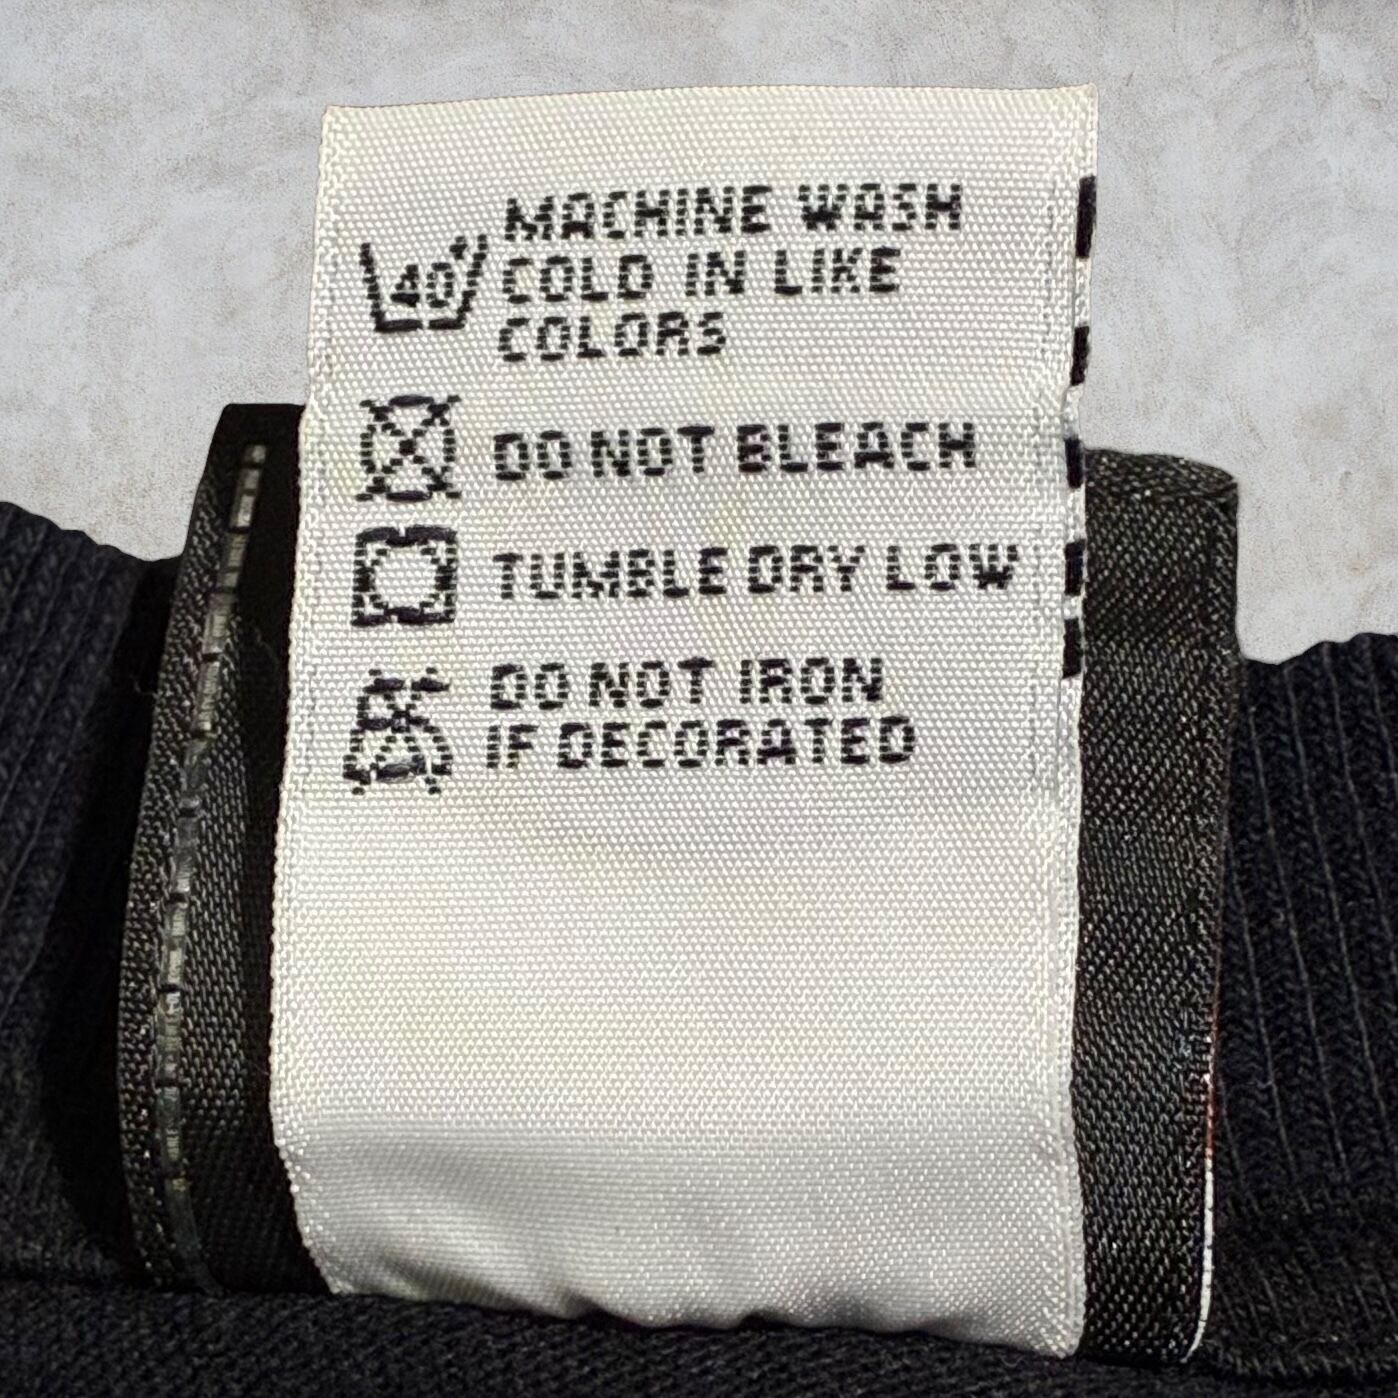 MACHINE WASH
40° COLD IN LIKE
COLORS
DO NOT BLEACH
TUMBLE DRY LOW
DO NOT IRON
IF DECORATED